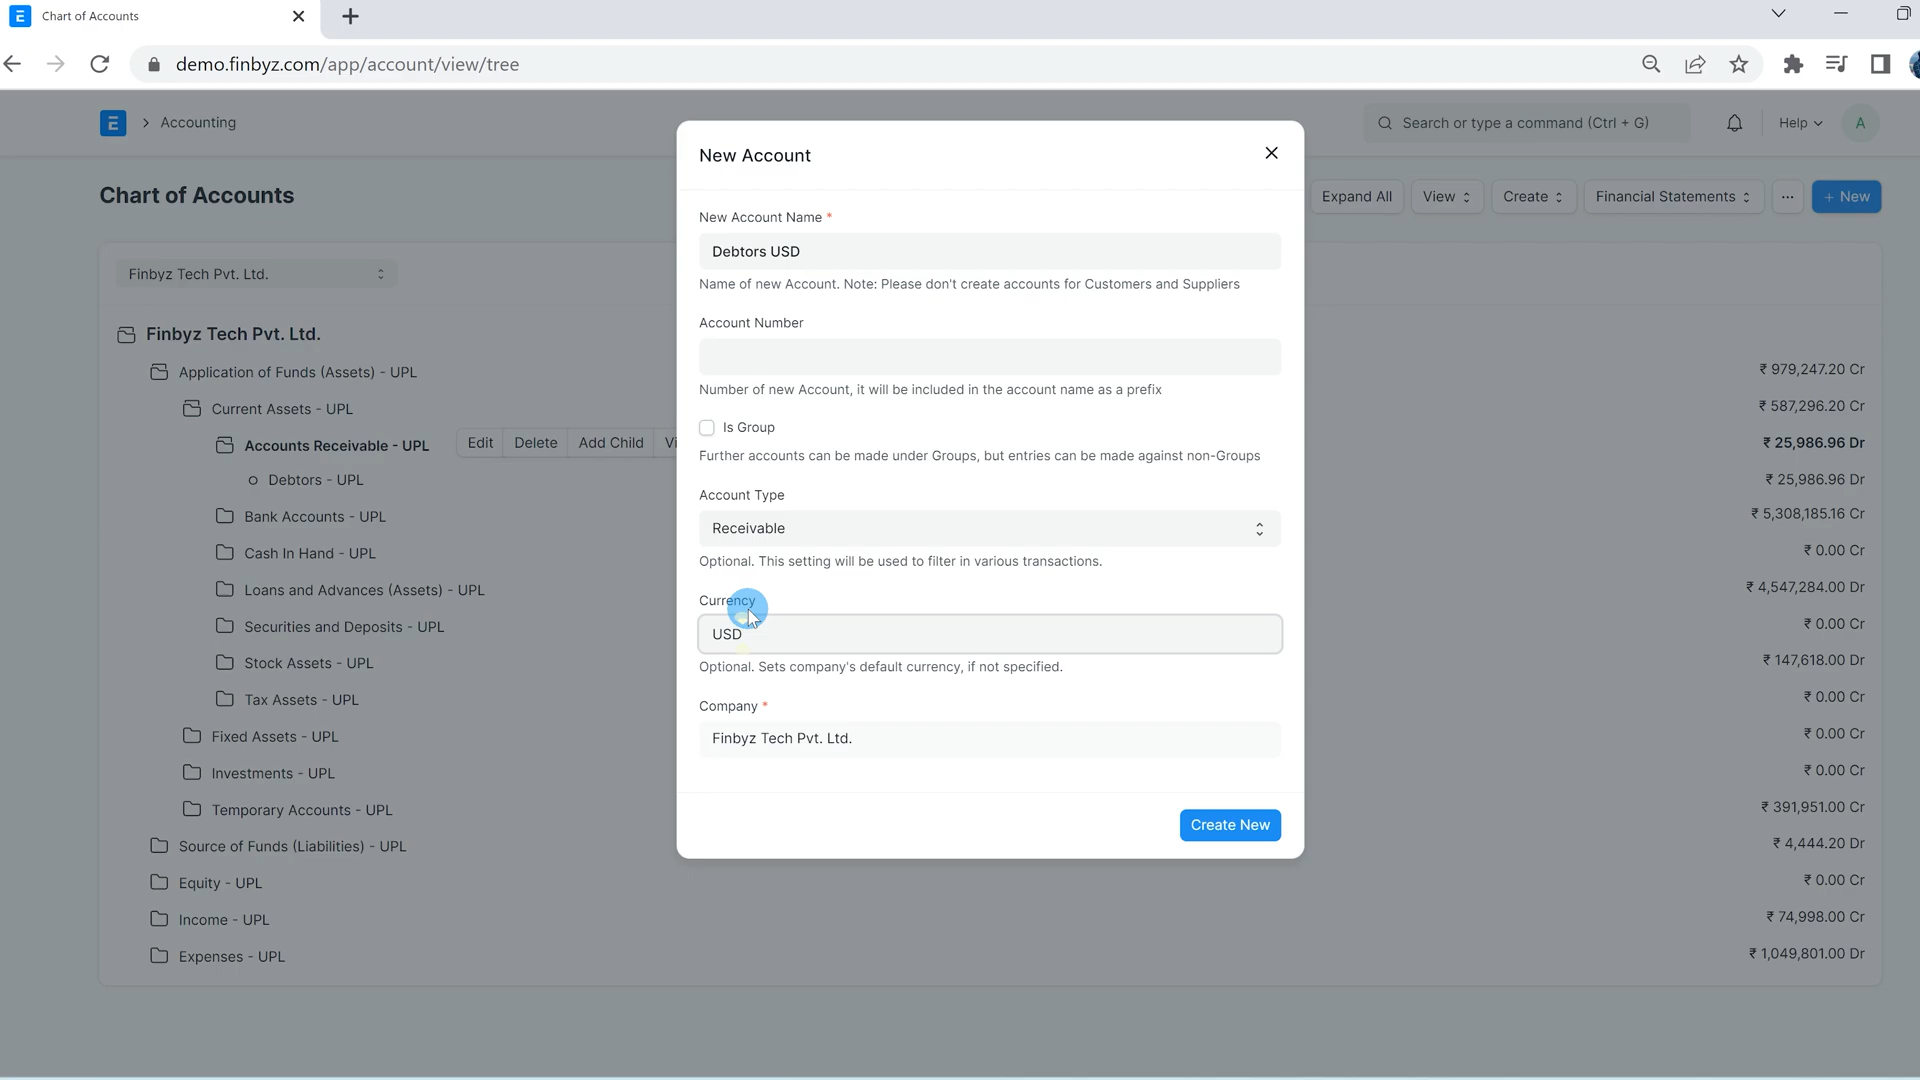 Chart of Accounts
demo.finbyz.com/app/account/view/tree
Accounting
Search or type a command (Ctrl + G)
Help
A
Chart of Accounts
Expand All
View
Create
Financial Statements
...
+ New
Finbyz Tech Pvt. Ltd.
Finbyz Tech Pvt. Ltd.
Application of Funds (Assets) - UPL
₹ 979,247.20 Cr
Current Assets - UPL
₹ 587,296.20 Cr
Accounts Receivable - UPL
Edit
Delete
Add Child
₹ 25,986.96 Dr
Debtors - UPL
₹ 25,986.96 Dr
Bank Accounts - UPL
₹ 5,308,185.16 Cr
Cash In Hand - UPL
₹ 0.00 Cr
Loans and Advances (Assets) - UPL
₹ 4,547,284.00 Dr
Securities and Deposits - UPL
₹ 0.00 Cr
Stock Assets - UPL
₹ 147,618.00 Dr
Tax Assets - UPL
₹ 0.00 Cr
Fixed Assets - UPL
₹ 0.00 Cr
Investments - UPL
₹ 0.00 Cr
Temporary Accounts - UPL
₹ 391,951.00 Cr
Source of Funds (Liabilities) - UPL
₹ 4,444.20 Dr
Equity - UPL
₹ 0.00 Cr
Income - UPL
₹ 74,998.00 Cr
Expenses - UPL
₹ 1,049,801.00 Dr
New Account
New Account Name *
Debtors USD
Name of new Account. Note: Please don't create accounts for Customers and Suppliers
Account Number
Number of new Account, it will be included in the account name as a prefix
Is Group
Further accounts can be made under Groups, but entries can be made against non-Groups
Account Type
Receivable
Optional. This setting will be used to filter in various transactions.
Currency
USD
Optional. Sets company's default currency, if not specified.
Company *
Finbyz Tech Pvt. Ltd.
Create New